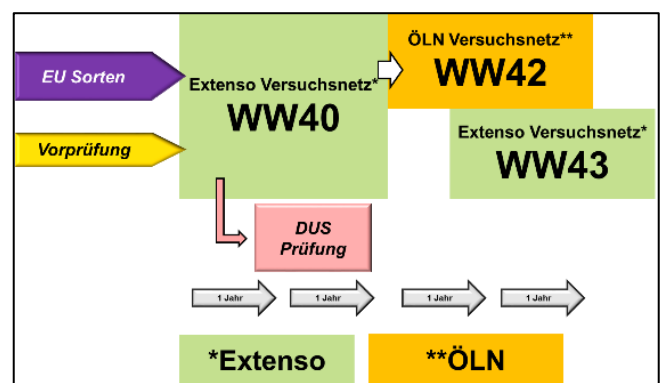 EU Sorten
Vorprüfung
Extenso Versuchsnetz*
WW40
ÖLN Versuchsnetz**
WW42
Extenso Versuchsnetz*
WW43
DUS
Prüfung
1 Jahr
1 Jahr
1 Jahr
1 Jahr
*Extenso
**ÖLN